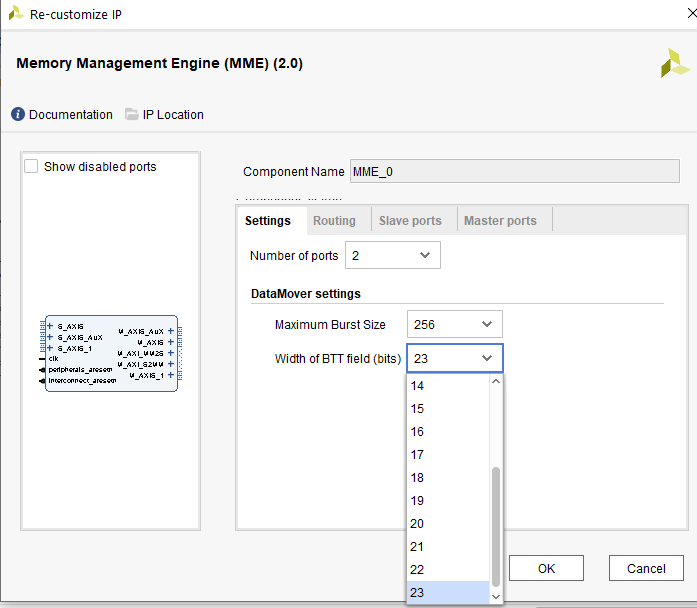 Re-customize IP
Memory Management Engine (MME) (2.0)
Documentation
IP Location
Show disabled ports
Component Name MME_0
Settings Routing Slave ports Master ports
Number of ports 2
DataMover settings
Maximum Burst Size 256
Width of BTT field (bits) 23
14
15
16
17
18
19
20
21
22
23
S_AXIS
S_AXIS_AUX
S_AXIS_1
clk
peripherals_aresetn
interconnect_aresetn
M_AXIS_AUX
M_AXIS
M_AXI_MM2S
M_AXI_S2MM
M_AXIS_1
OK Cancel